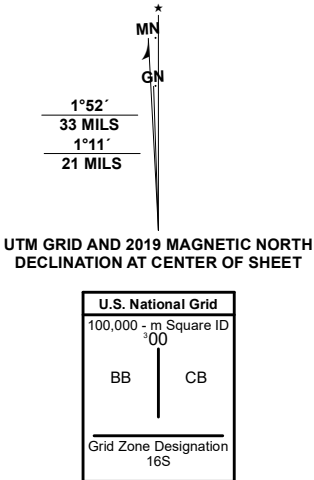 ★
MN
GN
1°52´
33 MILS
1°11´
21 MILS
UTM GRID AND 2019 MAGNETIC NORTH
DECLINATION AT CENTER OF SHEET
U.S. National Grid
100,000 - m Square ID
³00
BB CB
Grid Zone Designation
16S